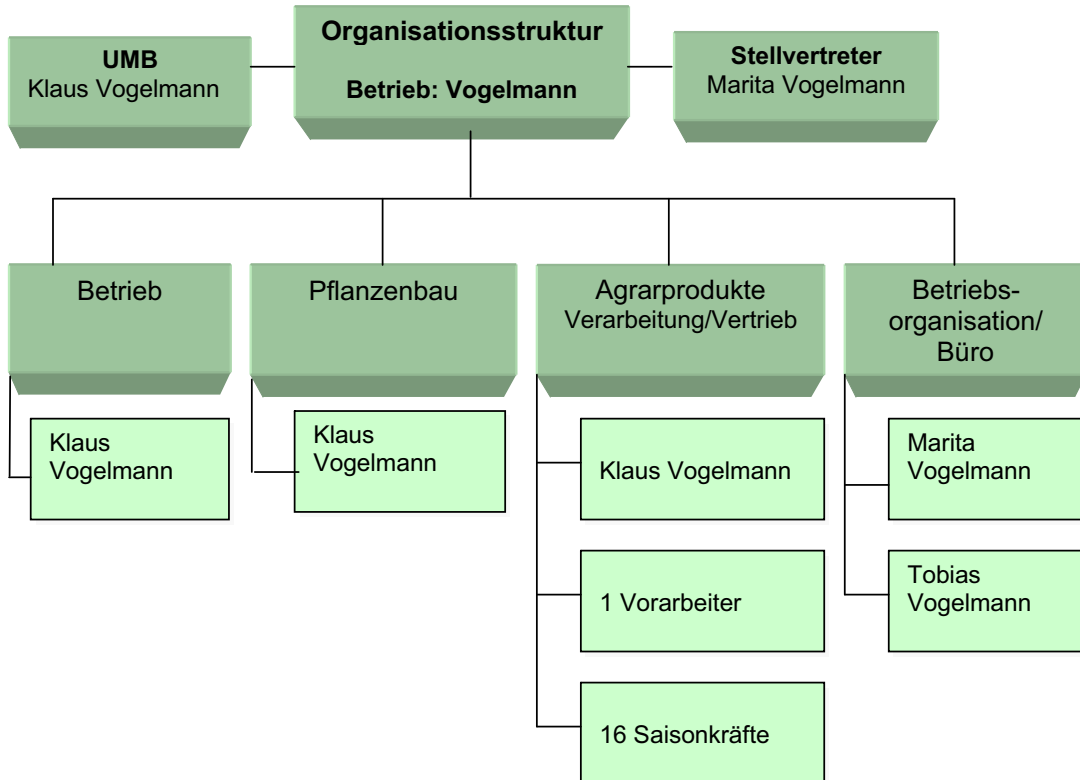 UMB
Klaus Vogelmann
Organisationsstruktur
Betrieb: Vogelmann
Stellvertreter
Marita Vogelmann
Betrieb
Klaus
Vogelmann
Pflanzenbau
Klaus
Vogelmann
Agrarprodukte
Verarbeitung/Vertrieb
Klaus Vogelmann
1 Vorarbeiter
16 Saisonkräfte
Betriebs-
organisation/
Büro
Marita
Vogelmann
Tobias
Vogelmann